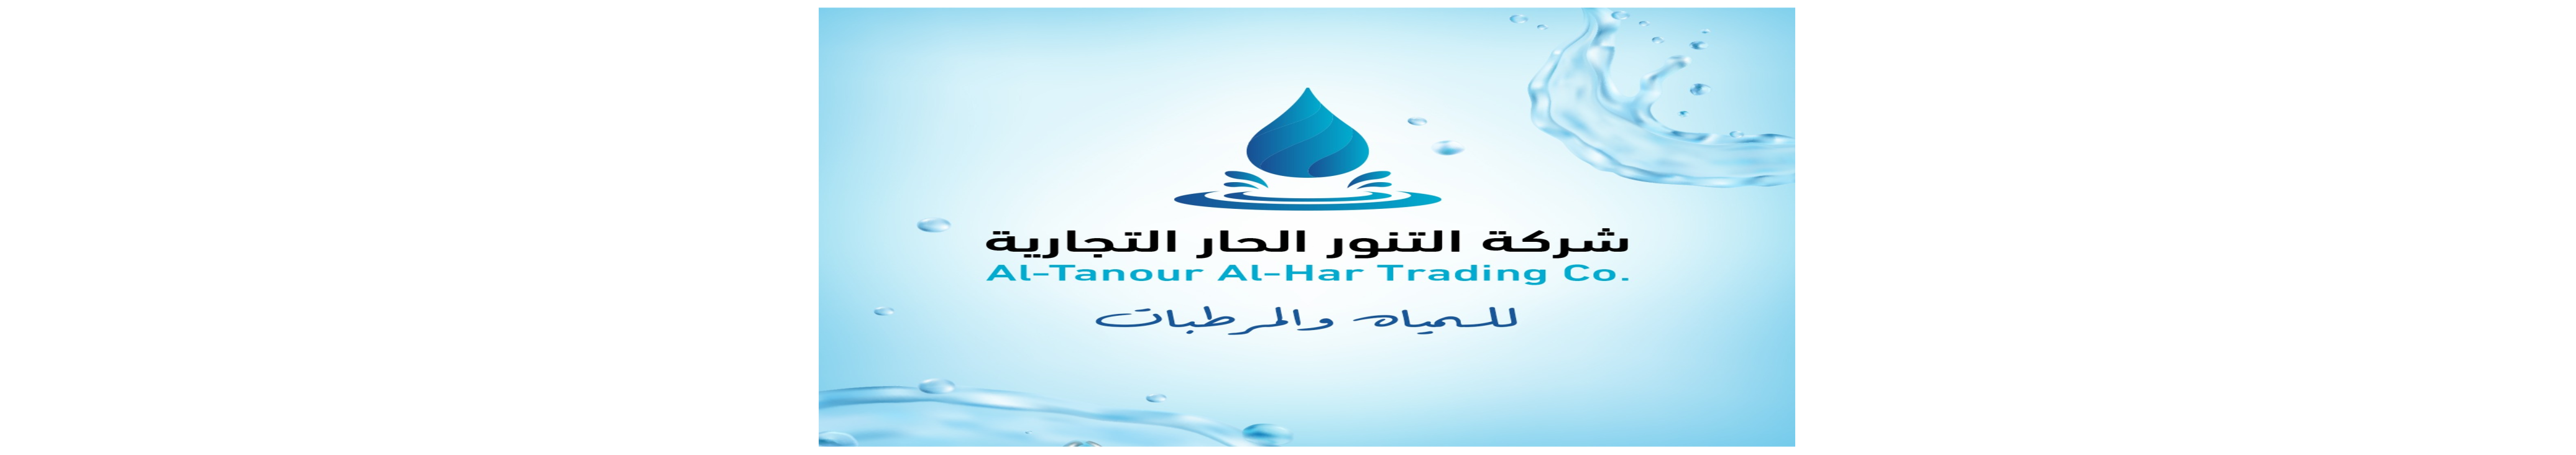 شركة التنور الحار التجارية
Al-Tanour Al-Har Trading Co.
للمياه والمرطبات